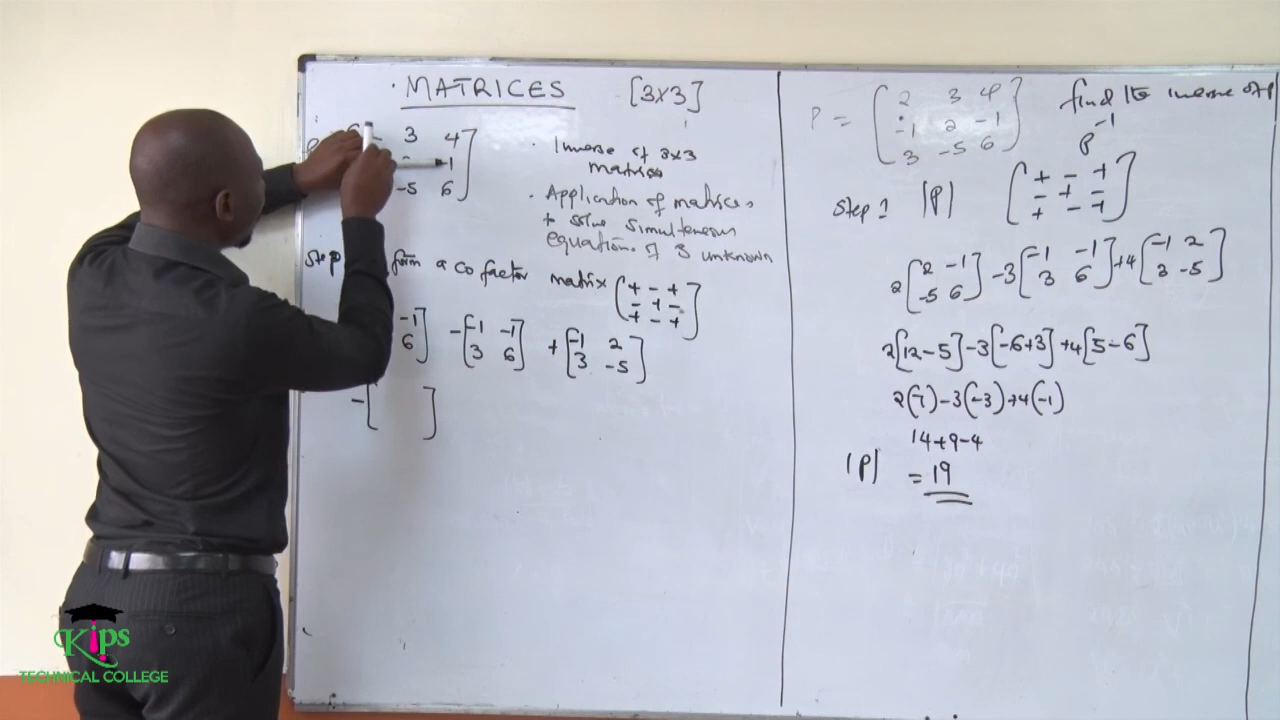 MATRICES [3x3]
3 4
-1
-5 6
· Inverse of 3x3
matrices
· Application of matrices
to solve simultaneous
equations of 3 unknown
Step form a cofactor matrix
+ - +
- + -
+ - +
-1 -[-1 -1 +[-1 2
6] 3 6] 3 -5]
-[ ]
P = 2 3 4 find its inverse of P
-1 2 -1 P⁻¹
3 -5 6
Step 1 |P|
+ - +
- + -
+ - +
2[2 -1 -3[-1 -1 +4[-1 2
-5 6] 3 6] 3 -5]
2[12-5]-3[-6+3]+4[5-6]
2(7)-3(-3)+4(-1)
14+9-4
|P| = 19
Kips
TECHNICAL COLLEGE